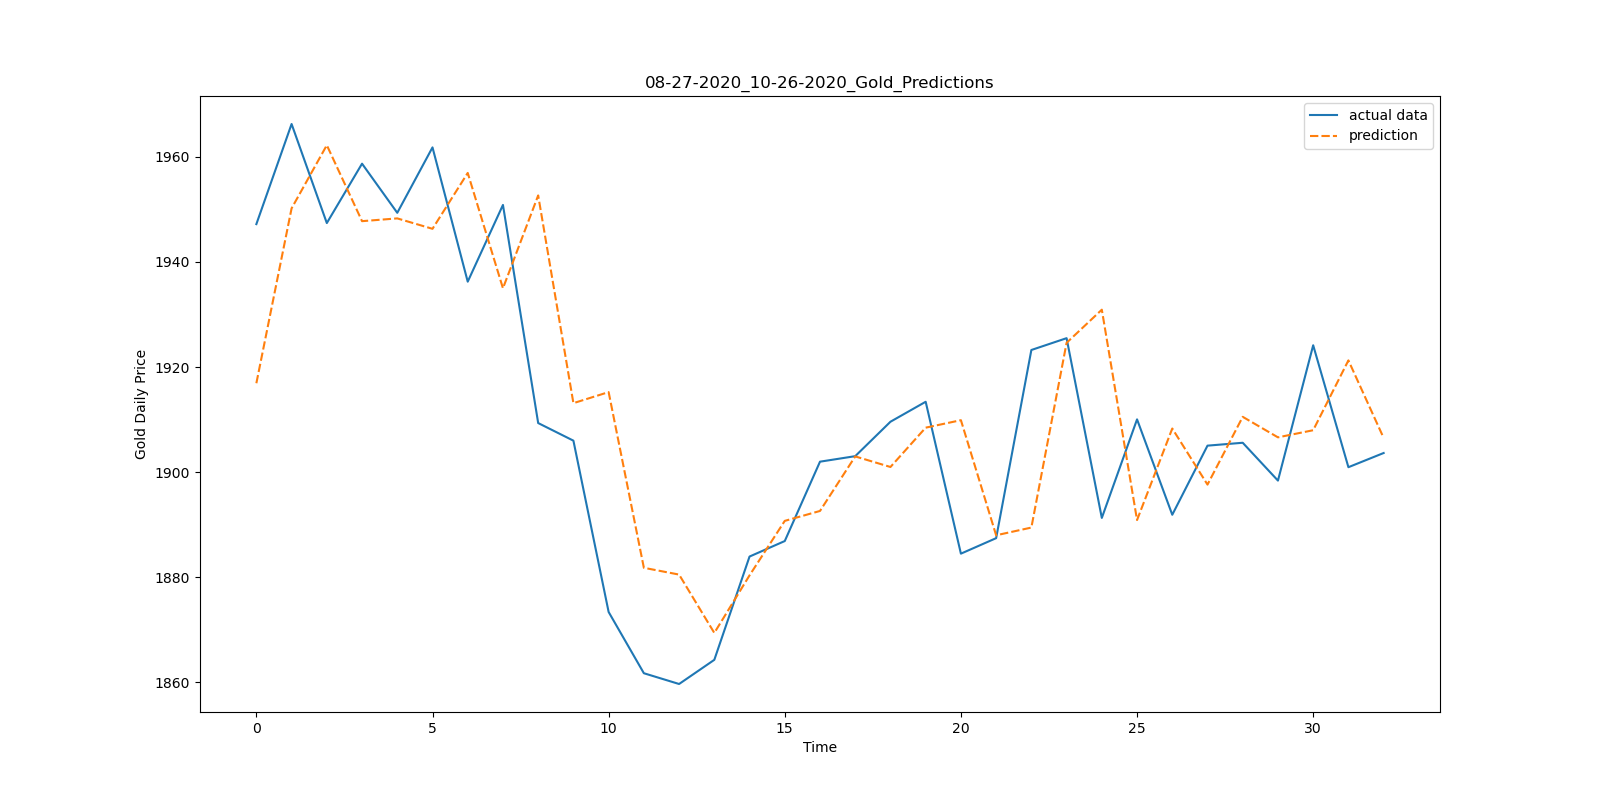 08-27-2020_10-26-2020_Gold_Predictions
actual data
prediction
Gold Daily Price
1960
1940
1920
1900
1880
1860
0 5 10 15 20 25 30
Time